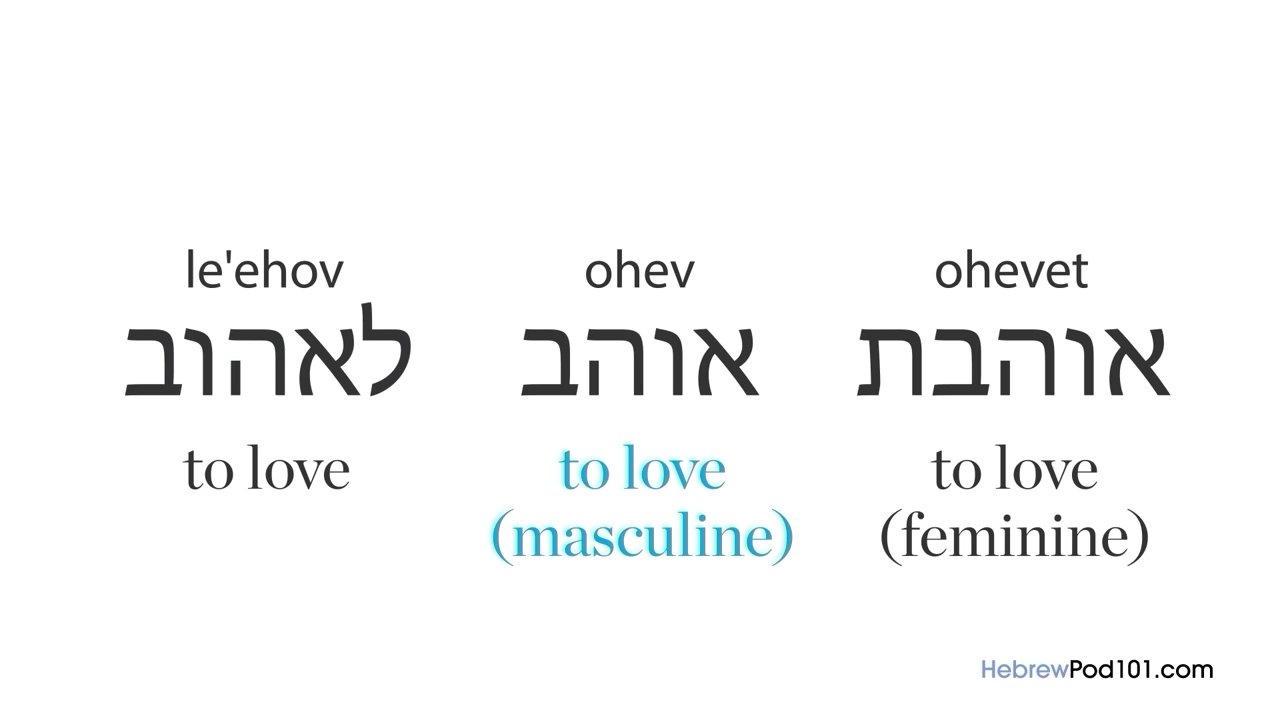 le'ehov
לאהוב
to love
ohev
אוהב
to love
(masculine)
ohevet
אוהבת
to love
(feminine)
HebrewPod101.com